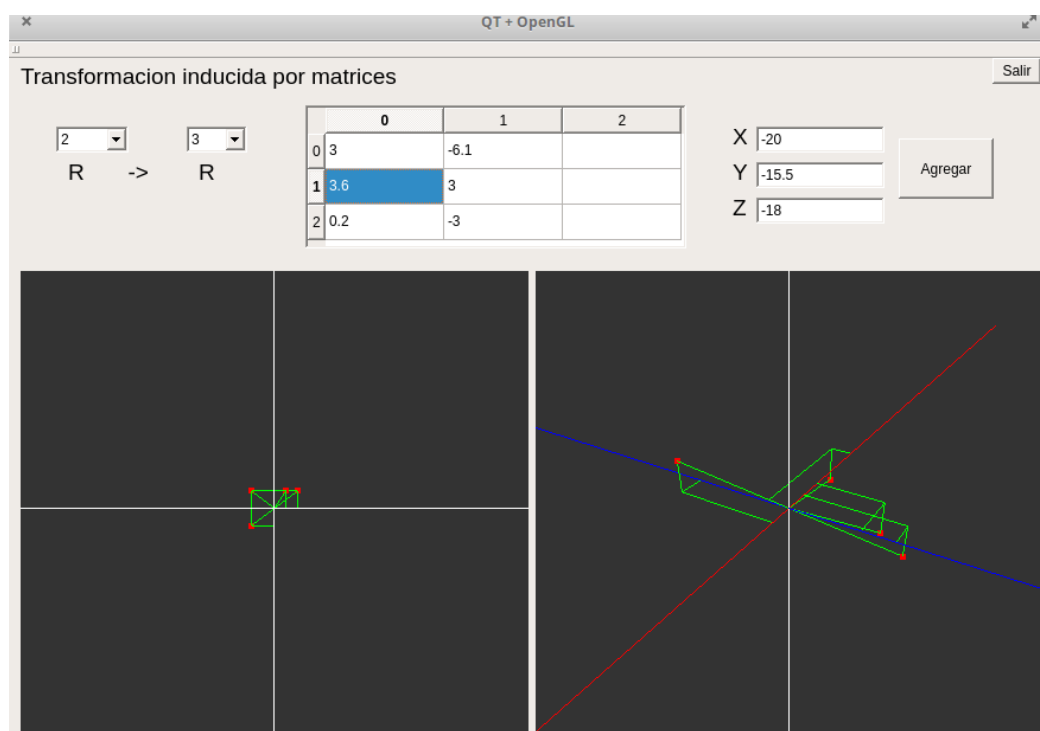 QT + OpenGL
Transformacion inducida por matrices
Salir
2 3
R -> R
0 1 2
0 3 -6.1
1 3.6 3
2 0.2 -3
X -20
Y -15.5
Z -18
Agregar